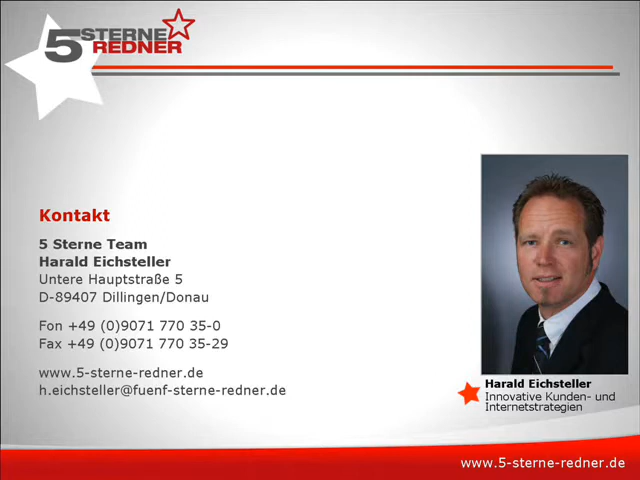 5 STERNE
REDNER
Kontakt
5 Sterne Team
Harald Eichsteller
Untere Hauptstraße 5
D-89407 Dillingen/Donau
Fon +49 (0)9071 770 35-0
Fax +49 (0)9071 770 35-29
www.5-sterne-redner.de
h.eichsteller@fuenf-sterne-redner.de
Harald Eichsteller
Innovative Kunden- und
Internetstrategien
www.5-sterne-redner.de